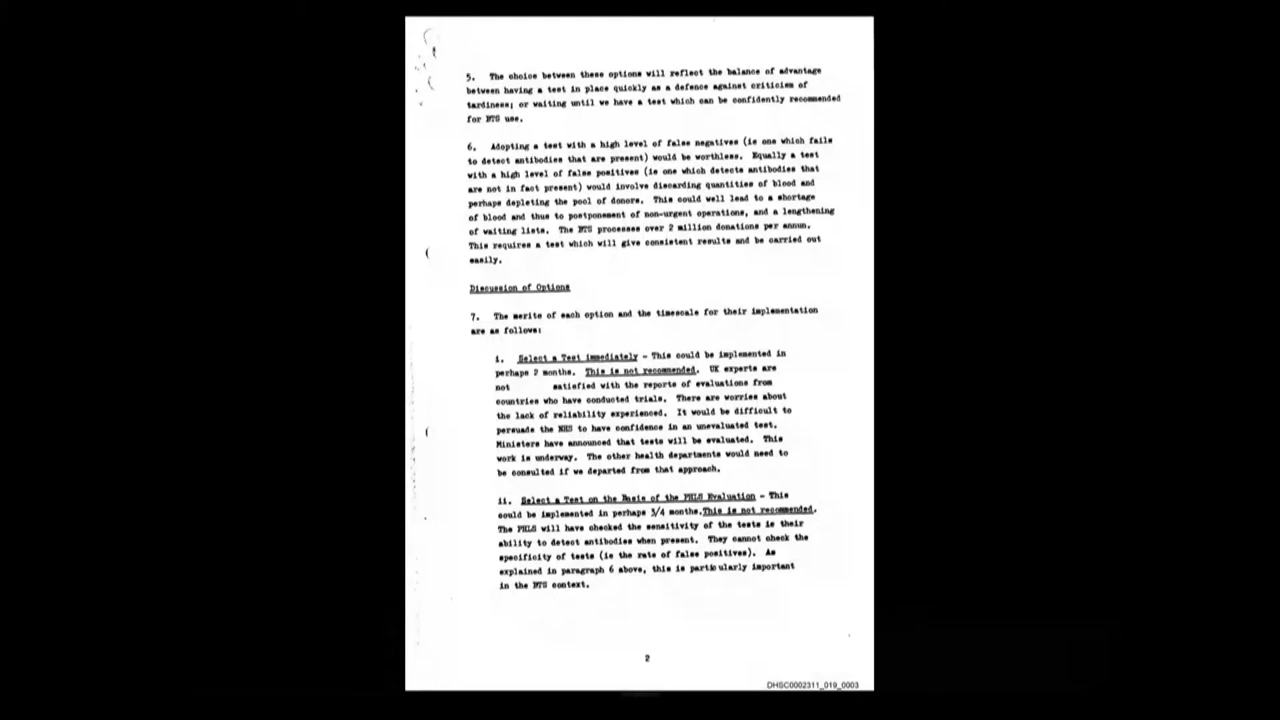 5. The choice between these options will reflect the balance of advantage
between having a test in place quickly as a defence against criticism of
tardiness; or waiting until we have a test which can be confidently recommended
for BTS use.
6. Adopting a test with a high level of false negatives (ie one which fails
to detect antibodies that are present) would be worthless. Equally a test
with a high level of false positives (ie one which detects antibodies that
are not in fact present) would involve discarding quantities of blood and
perhaps depleting the pool of donors. This could well lead to a shortage
of blood and thus to postponement of non-urgent operations, and a lengthening
of waiting lists. The BTS processes over 2 million donations per annum.
This requires a test which will give consistent results and be carried out
easily.
Discussion of Options
7. The merits of each option and the timescale for their implementation
are as follows:
i. Select a Test immediately - This could be implemented in
perhaps 2 months. This is not recommended. UK experts are
not satisfied with the reports of evaluations from
countries who have conducted trials. There are worries about
the lack of reliability experienced. It would be difficult to
persuade the NHS to have confidence in an unevaluated test.
Ministers have announced that tests will be evaluated. This
work is underway. The other health departments would need to
be consulted if we departed from that approach.
ii. Select a Test on the Basis of the PHLS Evaluation - This
could be implemented in perhaps 3/4 months. This is not recommended.
The PHLS will have checked the sensitivity of the tests ie their
ability to detect antibodies when present. They cannot check the
specificity of tests (ie the rate of false positives). As
explained in paragraph 6 above, this is particularly important
in the BTS context.
2
DHSC0002311_019_0003